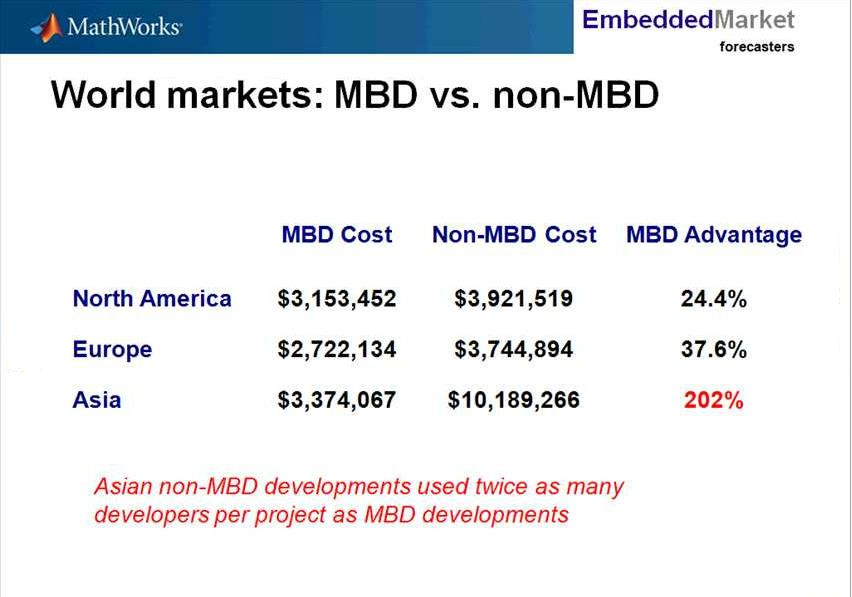 MathWorks®
EmbeddedMarket
forecasters
World markets: MBD vs. non-MBD
MBD Cost Non-MBD Cost MBD Advantage
North America $3,153,452 $3,921,519 24.4%
Europe $2,722,134 $3,744,894 37.6%
Asia $3,374,067 $10,189,266 202%
Asian non-MBD developments used twice as many
developers per project as MBD developments